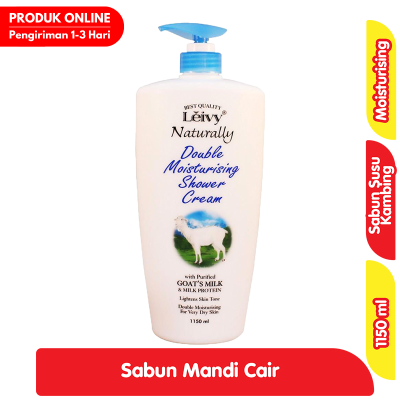 PRODUK ONLINE
Pengiriman 1-3 Hari
BEST QUALITY
Leivy®
Naturally
Double
Moisturising
Shower
Cream
with Purified
GOAT'S MILK
& MILK PROTEIN
Lightens Skin Tone
Double Moisturising
For Very Dry Skin
1150 ml
Moisturising
Sabun Susu
Kambing
1150 ml
Sabun Mandi Cair